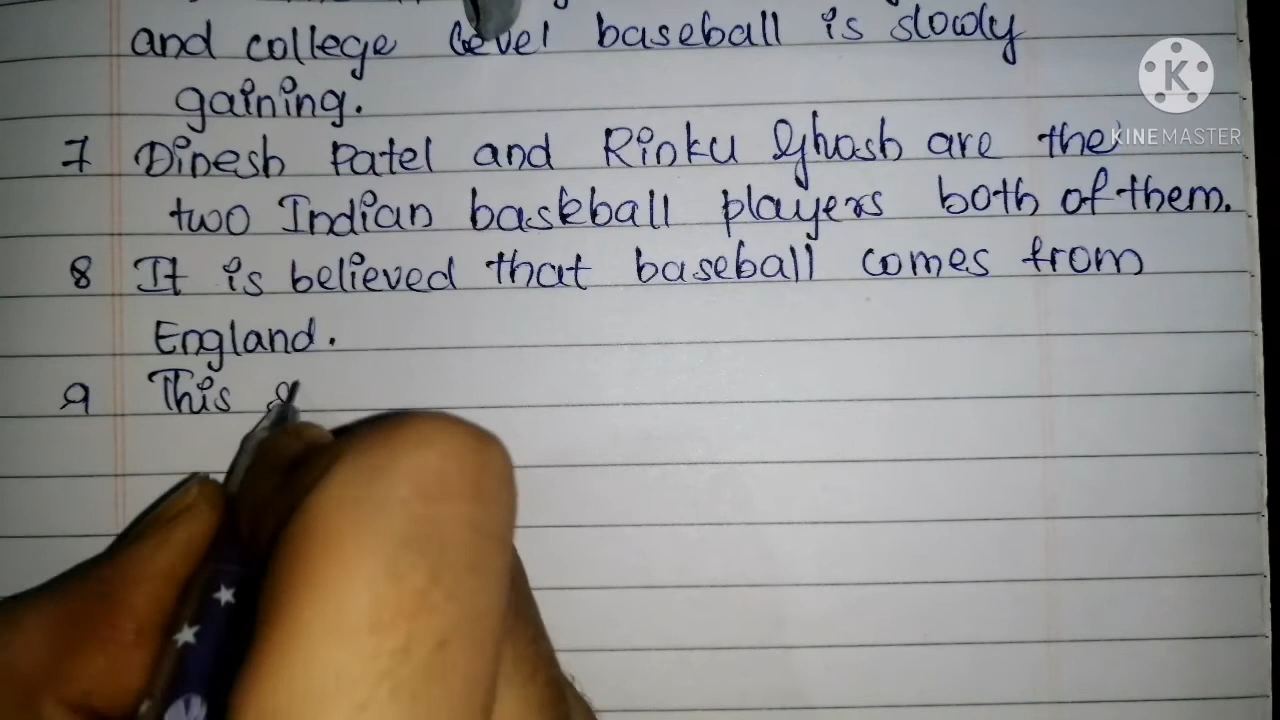 and college level baseball is slowly
gaining.
7 Dinesh Patel and Rinku Ghosh are the
two Indian baskball players both of them.
8 It is believed that baseball comes from
England.
9 This
K
KINEMASTER